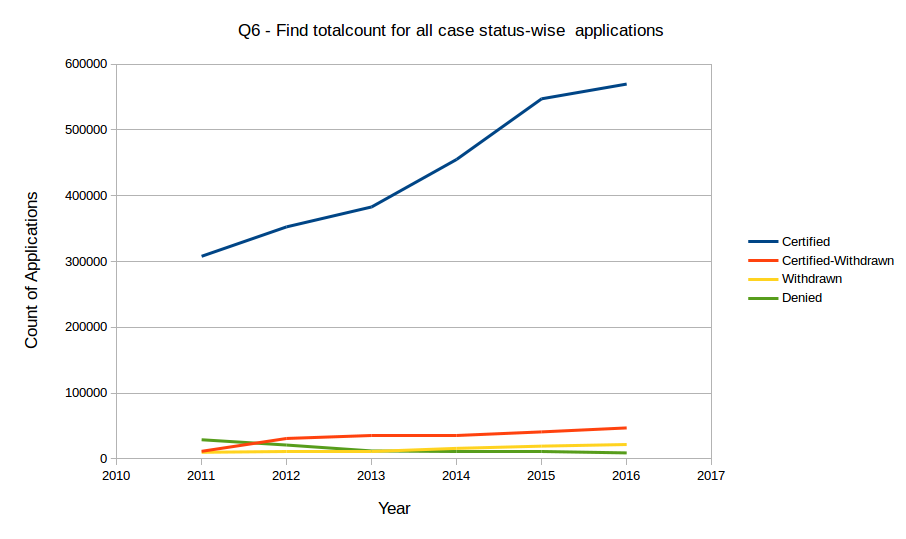 Q6 - Find totalcount for all case status-wise  applications
600000
500000
400000
300000
200000
100000
0
Count of Applications
2010
2011
2012
2013
2014
2015
2016
2017
Year
Certified
Certified-Withdrawn
Withdrawn
Denied